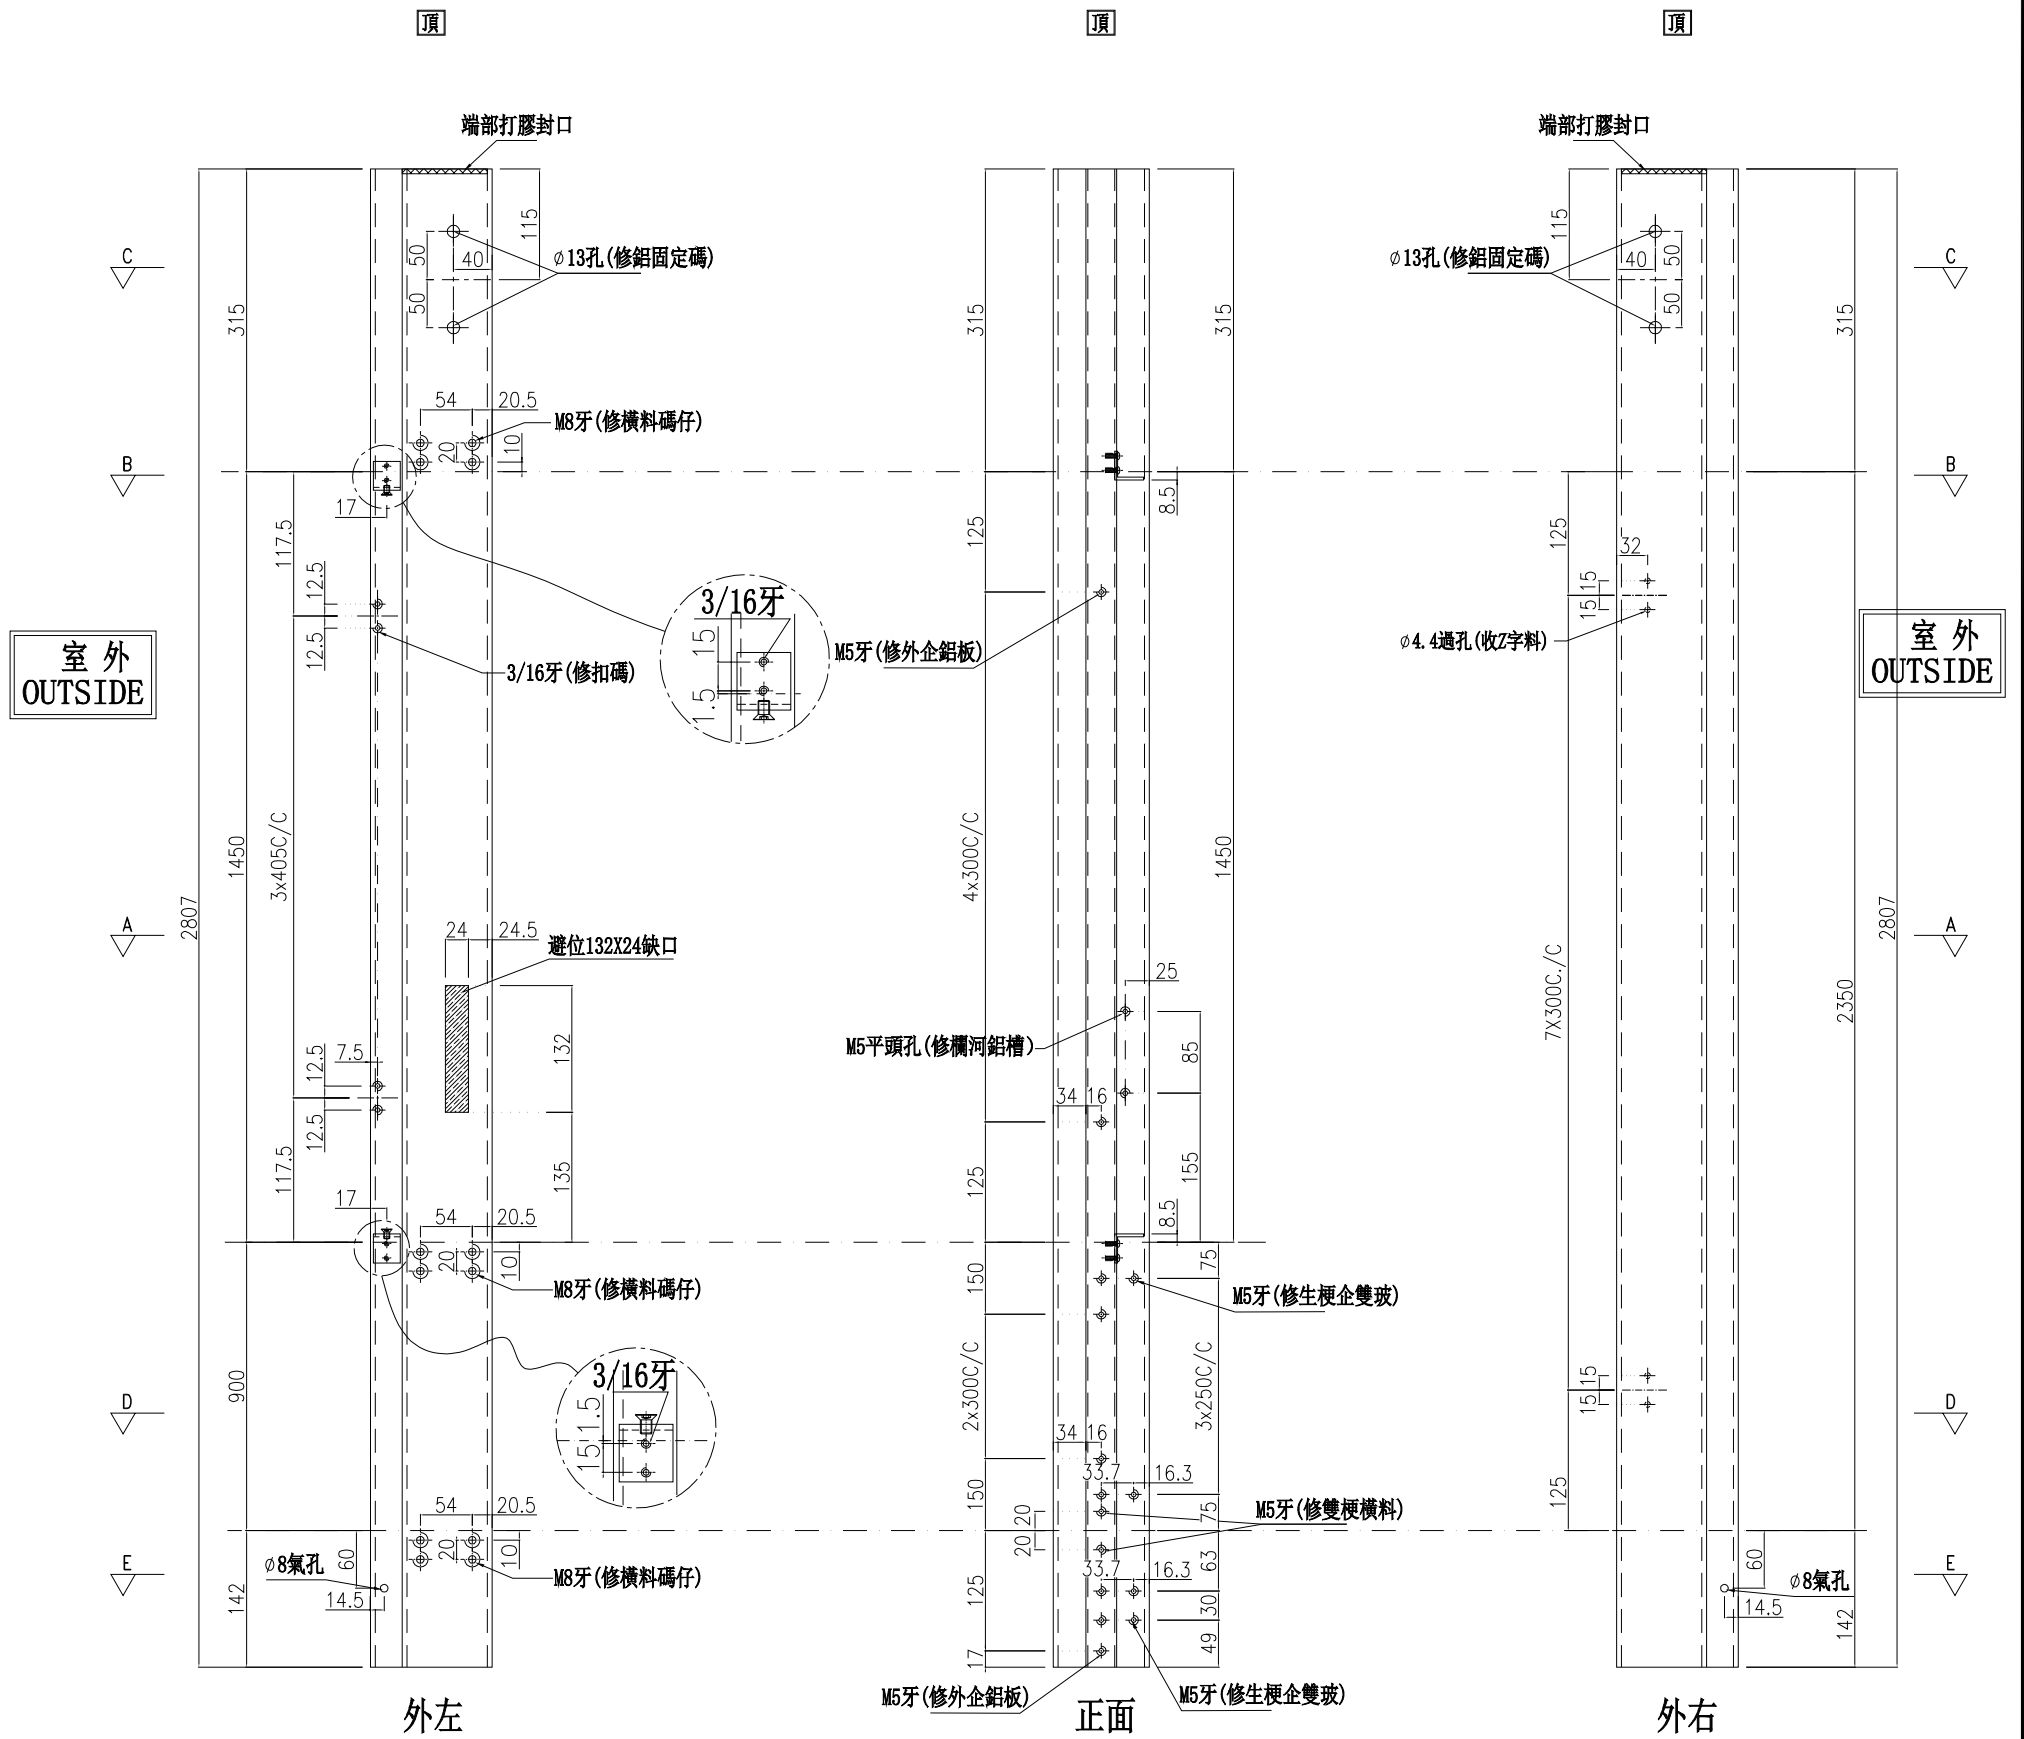 頂
頂
頂
端部打膠封口
端部打膠封口
115
50
40
50
⌀13孔(修鋁固定碼)
⌀13孔(修鋁固定碼)
115
40
50
50
C
C
315
315
315
315
54
20.5
M8牙(修橫料碼仔)
20
10
B
B
17
8.5
117.5
12.5
12.5
125
125
32
15
15
3/16牙
15
1.5
M5牙(修外企鋁板)
⌀4.4過孔(收Z字料)
3/16牙(修扣碼)
室 外
OUTSIDE
室 外
OUTSIDE
1450
3x405C/C
4x300C/C
1450
2807
2807
A
A
24
24.5
避位132X24缺口
25
7X300C./C
2350
M5平頭孔(修欄河鋁槽)
85
132
12.5
7.5
12.5
34
16
117.5
135
125
155
17
54
20.5
8.5
20
10
M8牙(修橫料碼仔)
150
75
M5牙(修生梗企雙玻)
900
3/16牙
1.5
15
2x300C/C
3x250C/C
15
15
D
D
34
16
33.7
16.3
54
20.5
150
20
20
75
M5牙(修雙梗橫料)
125
20
10
M8牙(修橫料碼仔)
60
⌀8氣孔
14.5
33.7
16.3
63
60
⌀8氣孔
14.5
E
E
142
125
30
142
17
49
M5牙(修外企鋁板)
M5牙(修生梗企雙玻)
外左
正面
外右